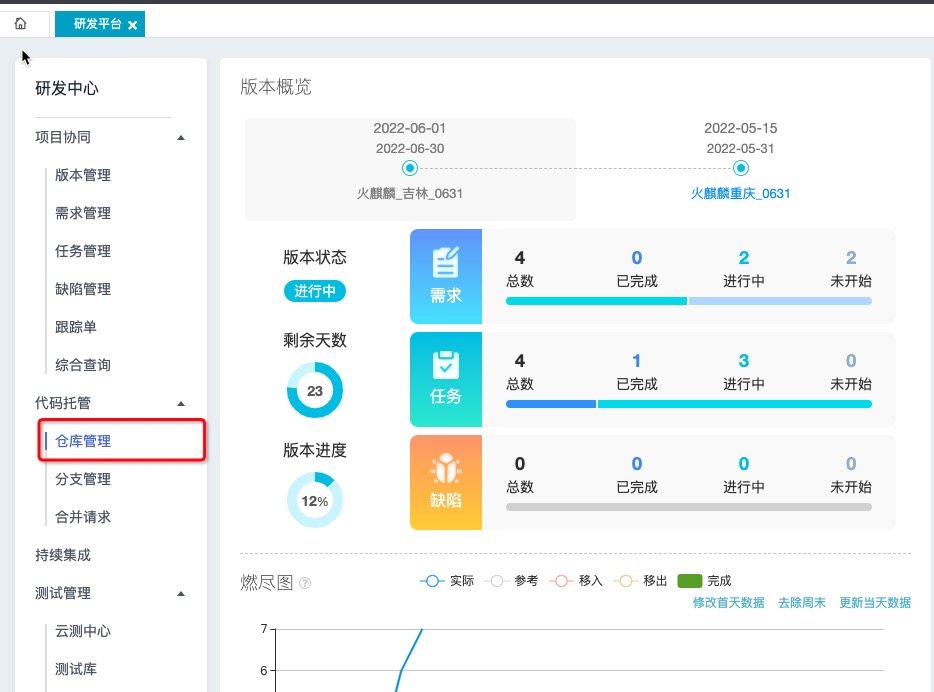 研发平台
研发中心
项目协同
版本管理
需求管理
任务管理
缺陷管理
跟踪单
综合查询
代码托管
仓库管理
分支管理
合并请求
持续集成
测试管理
云测中心
测试库
版本概览
2022-06-01
2022-06-30
火麒麟_吉林_0631
2022-05-15
2022-05-31
火麒麟重庆_0631
版本状态
进行中
剩余天数
23
版本进度
12%
需求
4 0 2 2
总数 已完成 进行中 未开始
任务
4 1 3 0
总数 已完成 进行中 未开始
缺陷
0 0 0 0
总数 已完成 进行中 未开始
燃尽图 ?
实际 参考 移入 移出 完成
修改首天数据 去除周末 更新当天数据
7
6